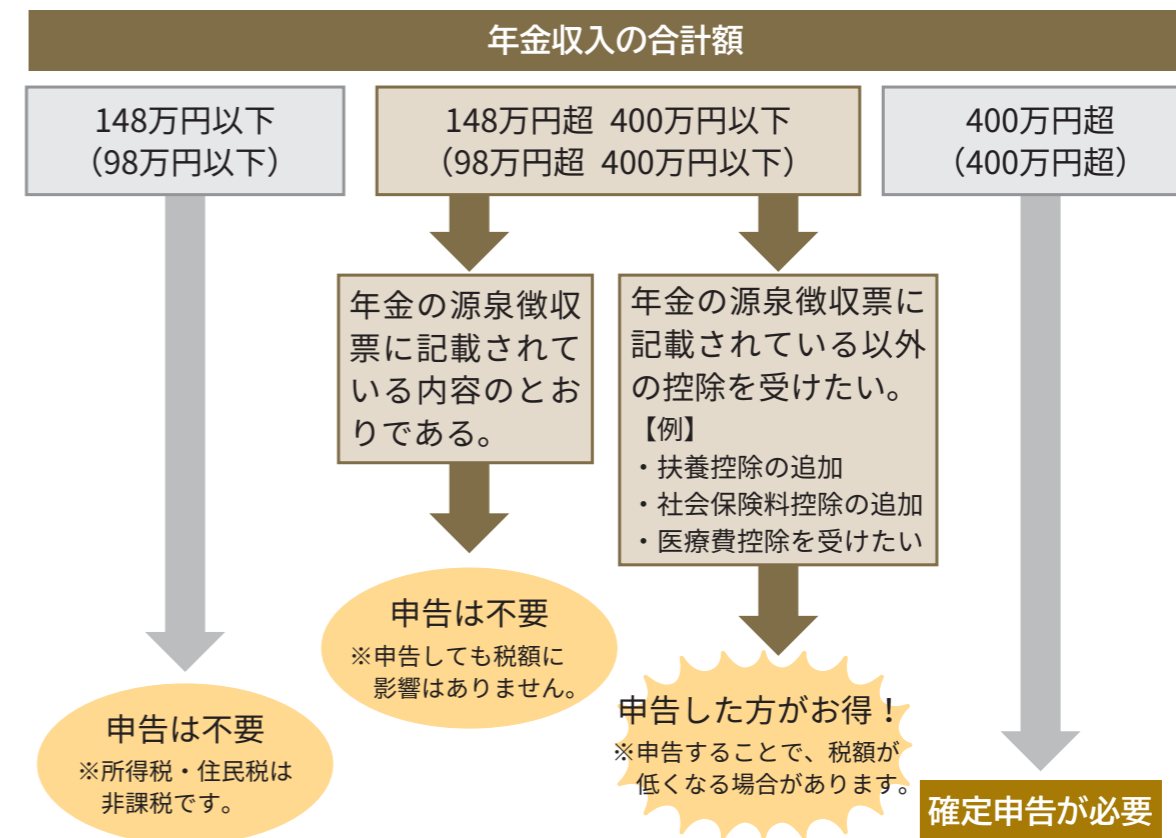 年金収入の合計額
148万円以下
（98万円以下）
148万円超 400万円以下
（98万円超 400万円以下）
400万円超
（400万円超）
年金の源泉徴収
票に記載されて
いる内容のとお
りである。
年金の源泉徴収票に
記載されている以外
の控除を受けたい。
【例】
・扶養控除の追加
・社会保険料控除の追加
・医療費控除を受けたい
申告は不要
※申告しても税額に
影響はありません。
申告は不要
※所得税・住民税は
非課税です。
申告した方がお得！
※申告することで、税額が
低くなる場合があります。
確定申告が必要